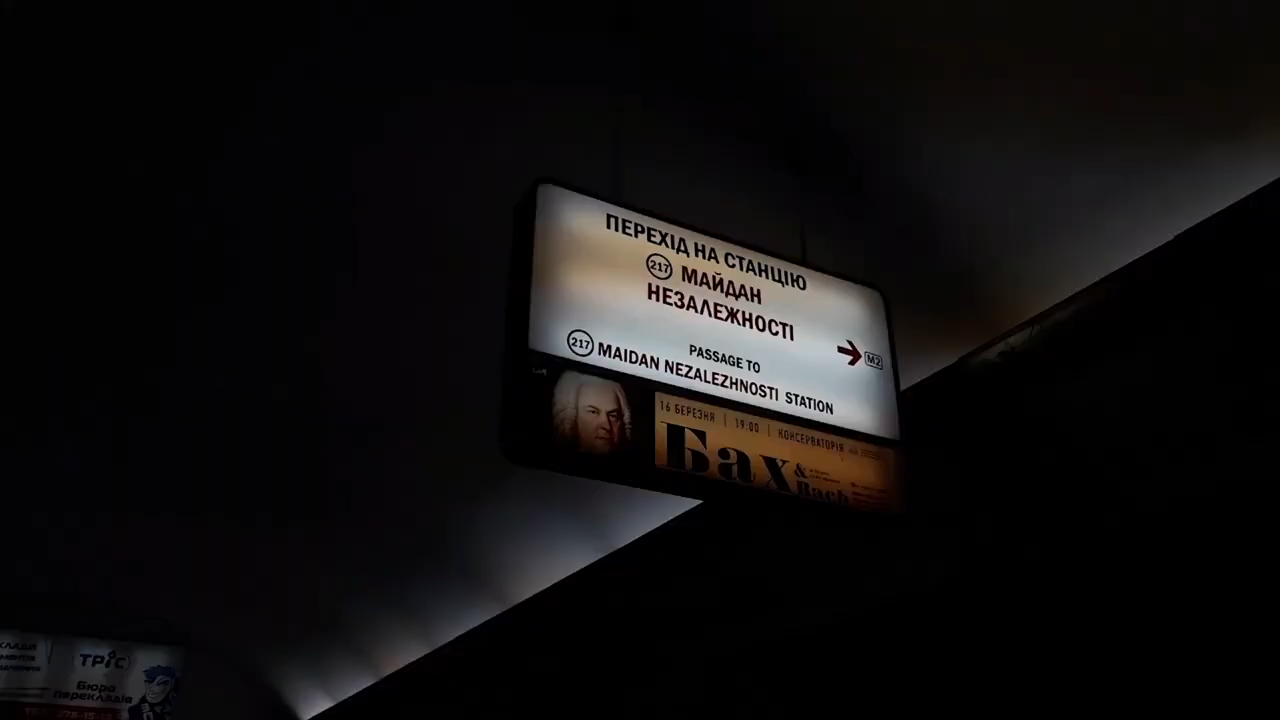 ПЕРЕХІД НА СТАНЦІЮ
217 МАЙДАН
НЕЗАЛЕЖНОСТІ
PASSAGE TO
217 MAIDAN NEZALEZHNOSTI STATION
M2
16 БЕРЕЗНЯ | 19:00 | КОНСЕРВАТОРІЯ
Бах
& Bach
ТРІС
Бюро
перекладів